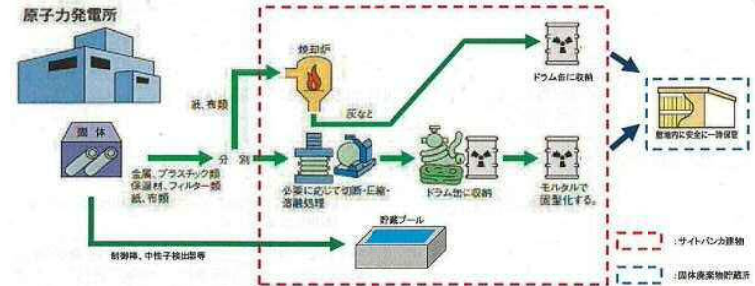 原子力発電所
焼却炉
ドラム缶に収納
紙、布類
灰など
敷地内に安全に一時保管
固体
分別
金属、プラスチック類
保温材、フィルター類
紙、布類
必要に応じて切断・圧縮・
溶融処理
ドラム缶に収納
モルタルで
固型化する。
貯蔵プール
制御棒、中性子検出器等
:サイトバンカ建物
:固体廃棄物貯蔵所